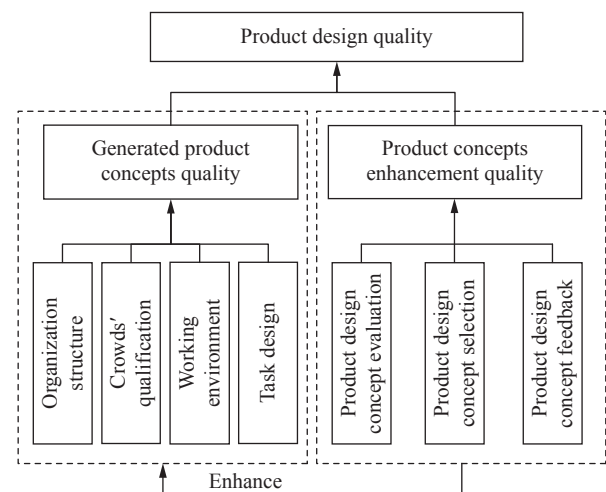 Product design quality
Generated product
concepts quality
Product concepts
enhancement quality
Organization
structure
Crowds′
qualification
Working
environment
Task design
Product design
concept evaluation
Product design
concept selection
Product design
concept feedback
Enhance